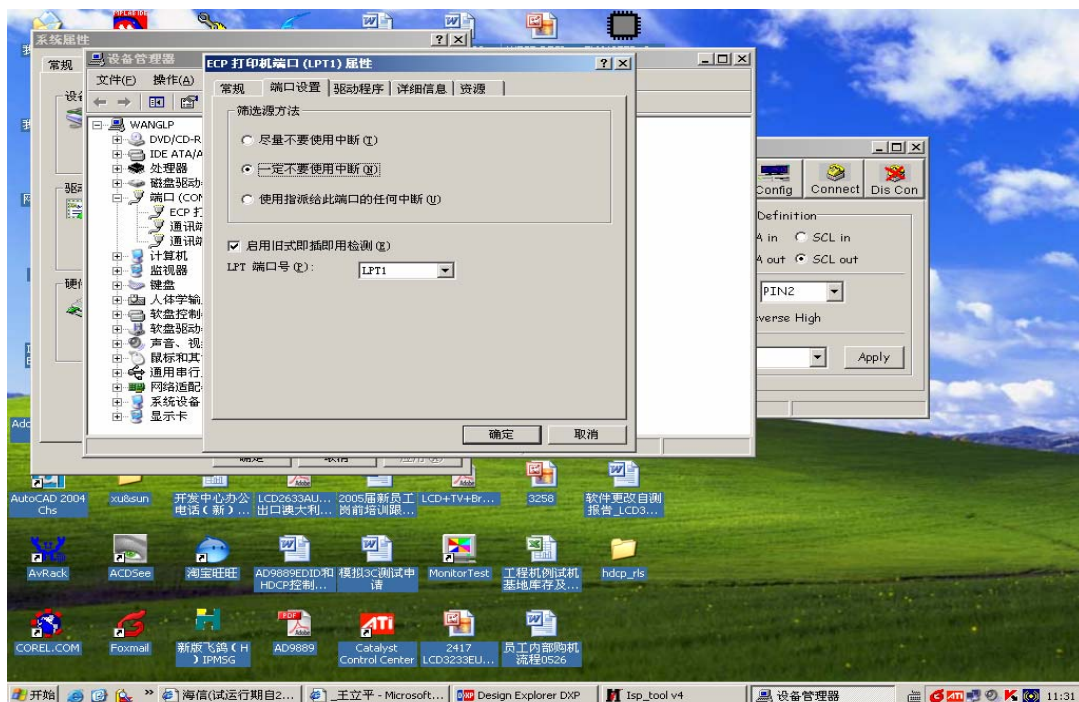 系统属性
常规
设备管理器
文件(F) 操作(A)
WANGLP
DVD/CD-R
IDE ATA/A
处理器
磁盘驱动
端口 (COM
ECP 打
通讯端
通讯端
计算机
监视器
键盘
人体学输
软盘控制
软盘驱动
声音、视
鼠标和其
通用串行
网络适配
系统设备
显示卡
ECP 打印机端口 (LPT1) 属性
常规 端口设置 驱动程序 详细信息 资源
筛选源方法
尽量不要使用中断(T)
一定不要使用中断(N)
使用指派给此端口的任何中断(U)
启用旧式即插即用检测(E)
LPT 端口号(P):
LPT1
确定 取消
Config Connect Dis Con
Definition
A in SCL in
A out SCL out
PIN2
verse High
Apply
AutoCAD 2004
Chs
xu&sun
开发中心办公
电话(新)...
LCD2633AU...
出口澳大利...
2005届新员工
岗前培训跟...
LCD+TV+Br...
3258
软件更改自测
报告_LCD3...
AvRack
ACDSee
淘宝旺旺
AD9889EDID和
HDCP控制...
模拟3C测试申
请
MonitorTest
工程机例试机
基地库存及...
hdcp_rls
COREL.COM
Foxmail
新版飞鸽(H
)IPMSG
AD9889
Catalyst
Control Center
2417
LCD3233EU...
员工内部购机
流程0526
开始
海信(试运行期自2...
_王立平 - Microsoft...
Design Explorer DXP
Isp_tool v4
设备管理器
11:31